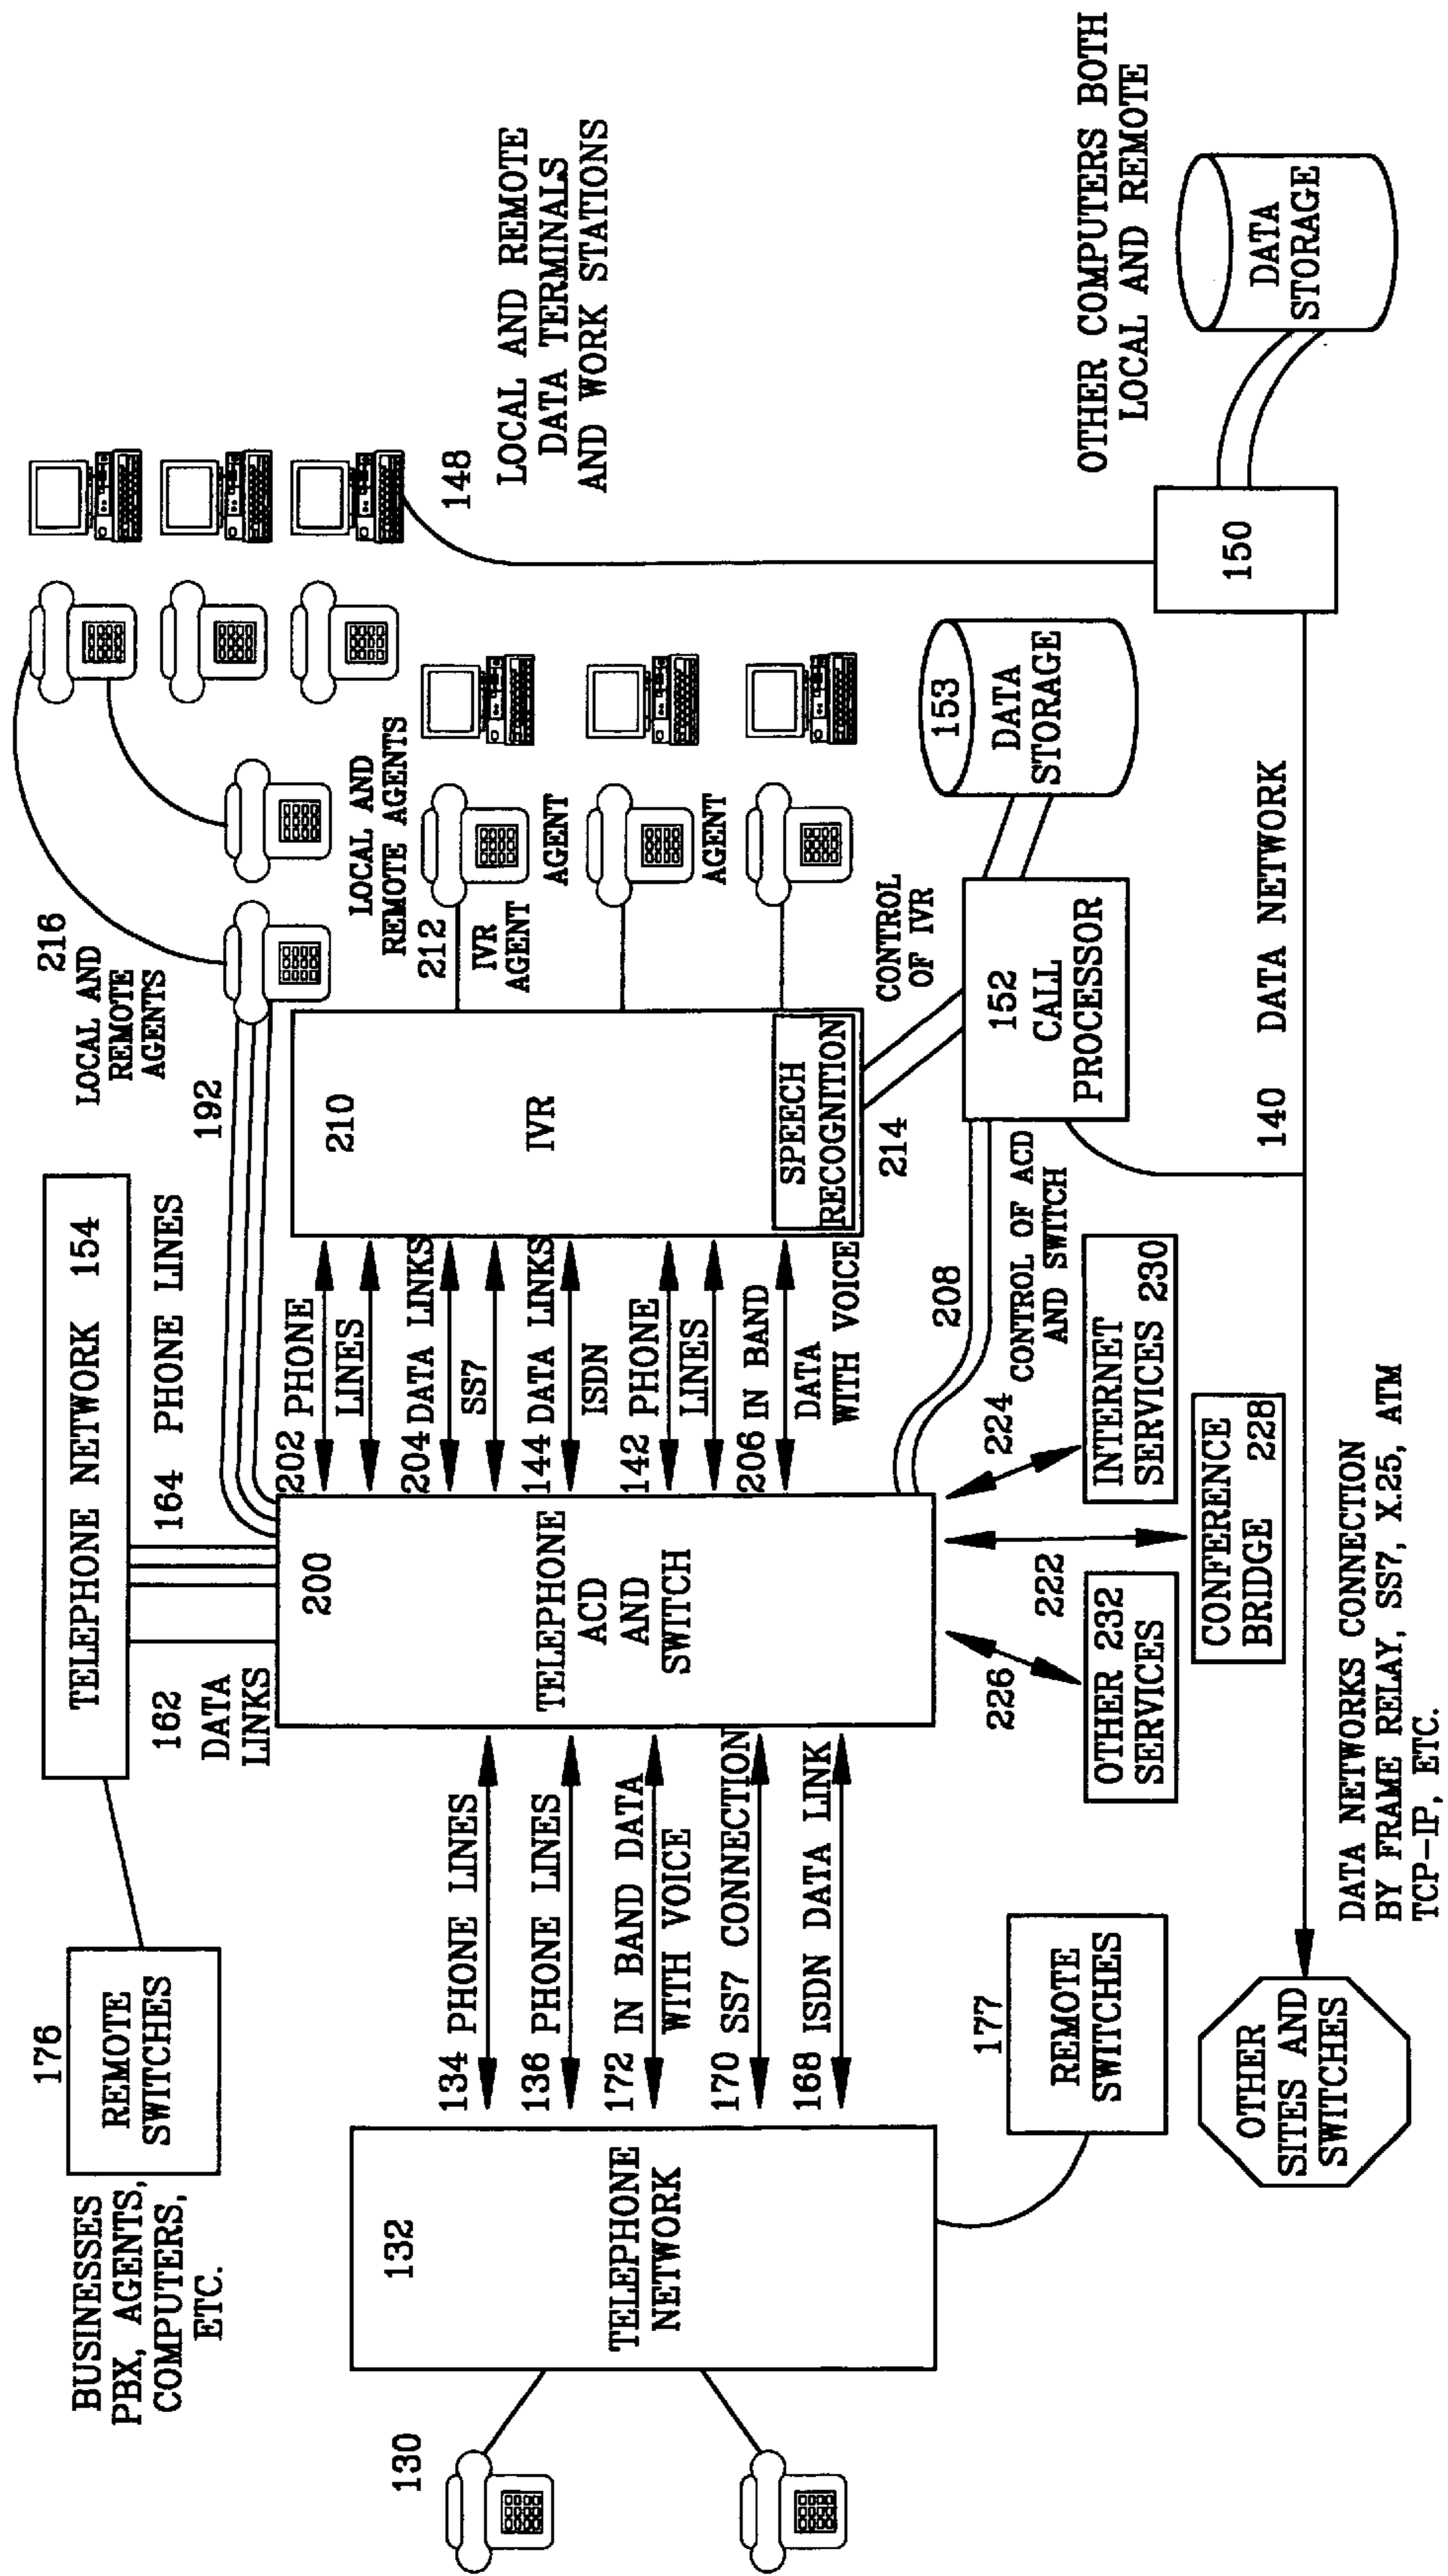 BUSINESSES
PBX, AGENTS,
COMPUTERS,
ETC.
176
REMOTE
SWITCHES
TELEPHONE NETWORK 154
162
DATA
LINKS
164 PHONE LINES
192
216
LOCAL AND
REMOTE
AGENTS
130
132
TELEPHONE
NETWORK
134 PHONE LINES
136 PHONE LINES
172 IN BAND DATA
WITH VOICE
170 SS7 CONNECTION
168 ISDN DATA LINK
200
TELEPHONE
ACD
AND
SWITCH
202 PHONE
LINES
204 DATA LINKS
SS7
144 DATA LINKS
ISDN
142 PHONE
LINES
206 IN BAND
DATA
WITH VOICE
210
IVR
SPEECH
RECOGNITION
LOCAL AND
REMOTE AGENTS
212
IVR
AGENT
AGENT
AGENT
148
LOCAL AND REMOTE
DATA TERMINALS
AND WORK STATIONS
214
CONTROL
OF IVR
152
CALL
PROCESSOR
153
DATA
STORAGE
208
CONTROL OF ACD
AND SWITCH
177
REMOTE
SWITCHES
226
222
224
OTHER 232
SERVICES
INTERNET
SERVICES 230
CONFERENCE
BRIDGE 228
OTHER COMPUTERS BOTH
LOCAL AND REMOTE
150
DATA
STORAGE
140 DATA NETWORK
OTHER
SITES AND
SWITCHES
DATA NETWORKS CONNECTION
BY FRAME RELAY, SS7, X.25, ATM
TCP-IP, ETC.